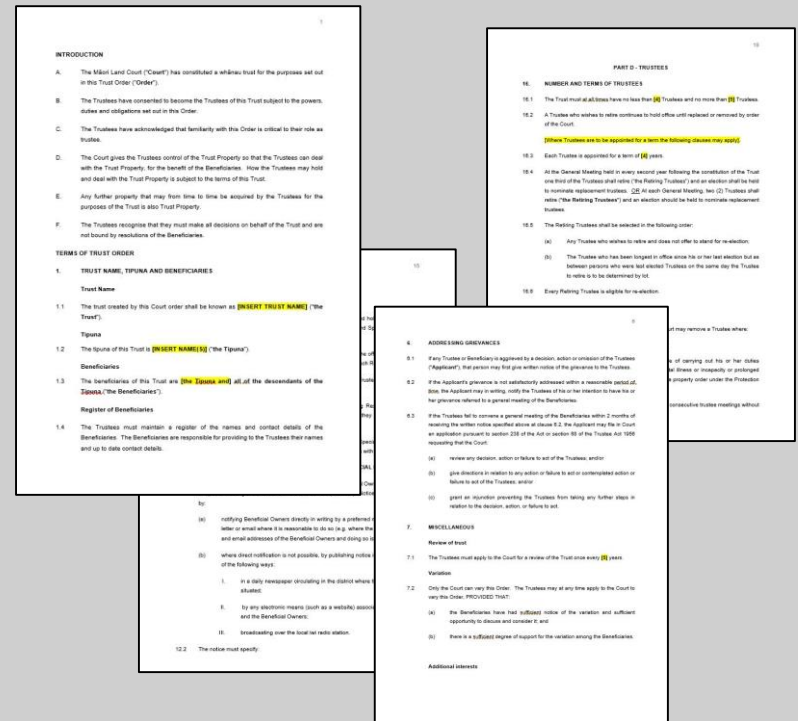 INTRODUCTION
A. The Māori Land Court ("Court") has constituted a whānau trust for the purposes set out
in this Trust Order ("Order").
B. The Trustees have consented to become the Trustees of this Trust subject to the powers,
duties and obligations set out in this Order.
C. The Trustees have acknowledged that familiarity with this Order is critical to their role as
trustee.
D. The Court gives the Trustees control of the Trust Property so that the Trustees can deal
with the Trust Property, for the benefit of the Beneficiaries. How the Trustees may hold
and deal with the Trust Property is subject to the terms of this Trust.
E. Any further property that may from time to time be acquired by the Trustees for the
purposes of the Trust is also Trust Property.
F. The Trustees recognise that they must make all decisions on behalf of the Trust and are
not bound by resolutions of the Beneficiaries.
TERMS OF TRUST ORDER
1. TRUST NAME, TIPUNA AND BENEFICIARIES
Trust Name
1.1 The trust created by this Court order shall be known as [INSERT TRUST NAME] ("the
Trust").
Tipuna
1.2 The tipuna of this Trust is [INSERT NAME(S)] ("the Tipuna").
Beneficiaries
1.3 The beneficiaries of this Trust are [the Tipuna and] all of the descendants of the
Tipuna ("the Beneficiaries").
Register of Beneficiaries
1.4 The Trustees must maintain a register of the names and contact details of the
Beneficiaries. The Beneficiaries are responsible for providing to the Trustees their names
and up to date contact details.
by:
(a) notifying Beneficial Owners directly in writing by a preferred
letter or email where it is reasonable to do so (e.g. where the
and email addresses of the Beneficial Owners and doing so is
(b) where direct notification is not possible, by publishing notice
of the following ways:
I. in a daily newspaper circulating in the district where
situated;
II. by any electronic means (such as a website)
and the Beneficial Owners;
III. broadcasting over the local iwi radio station.
12.2 The notice must specify
6. ADDRESSING GRIEVANCES
6.1 If any Trustee or Beneficiary is aggrieved by a decision, action or omission of the Trustees
("Applicant"), that person may first give written notice of the grievance to the Trustees.
6.2 If the Applicant's grievance is not satisfactorily addressed within a reasonable period of
time, the Applicant may in writing, notify the Trustees of his or her intention to have his or
her grievance referred to a general meeting of the Beneficiaries.
6.3 If the Trustees fail to convene a general meeting of the Beneficiaries within 2 months of
receiving the written notice specified above at clause 6.2, the Applicant may file in Court
an application pursuant to section 238 of the Act or section 68 of the Trustee Act 1956
requesting that the Court:
(a) review any decision, action or failure to act of the Trustees; and/or
(b) give directions in relation to any action or failure to act or contemplated action or
failure to act of the Trustees; and/or
(c) grant an injunction preventing the Trustees from taking any further steps in
relation to the decision, action, or failure to act.
7. MISCELLANEOUS
Review of trust
7.1 The Trustees must apply to the Court for a review of the Trust once every [5] years.
Variation
7.2 Only the Court can vary this Order. The Trustees may at any time apply to the Court to
vary this Order, PROVIDED THAT:
(a) the Beneficiaries have had sufficient notice of the variation and sufficient
opportunity to discuss and consider it; and
(b) there is a sufficient degree of support for the variation among the Beneficiaries.
Additional interests
PART D - TRUSTEES
16. NUMBER AND TERMS OF TRUSTEES
16.1 The Trust must at all times have no less than [4] Trustees and no more than [5] Trustees.
16.2 A Trustee who wishes to retire continues to hold office until replaced or removed by order
of the Court.
[Where Trustees are to be appointed for a term the following clauses may apply].
16.3 Each Trustee is appointed for a term of [4] years.
16.4 At the General Meeting held in every second year following the constitution of the Trust
one third of the Trustees shall retire ("the Retiring Trustees") and an election shall be held
to nominate replacement trustees. OR At each General Meeting, two (2) Trustees shall
retire ("the Retiring Trustees") and an election should be held to nominate replacement
trustees.
16.5 The Retiring Trustees shall be selected in the following order:
(a) Any Trustee who wishes to retire and does not offer to stand for re-election;
(b) The Trustee who has been longest in office since his or her last election but as
between persons who were last elected Trustees on the same day the Trustee
to retire is to be determined by lot.
Every Retiring Trustee is eligible for re-election.
may remove a Trustee where:
of carrying out his or her duties
illness or incapacity or prolonged
property order under the Protection
consecutive trustee meetings without